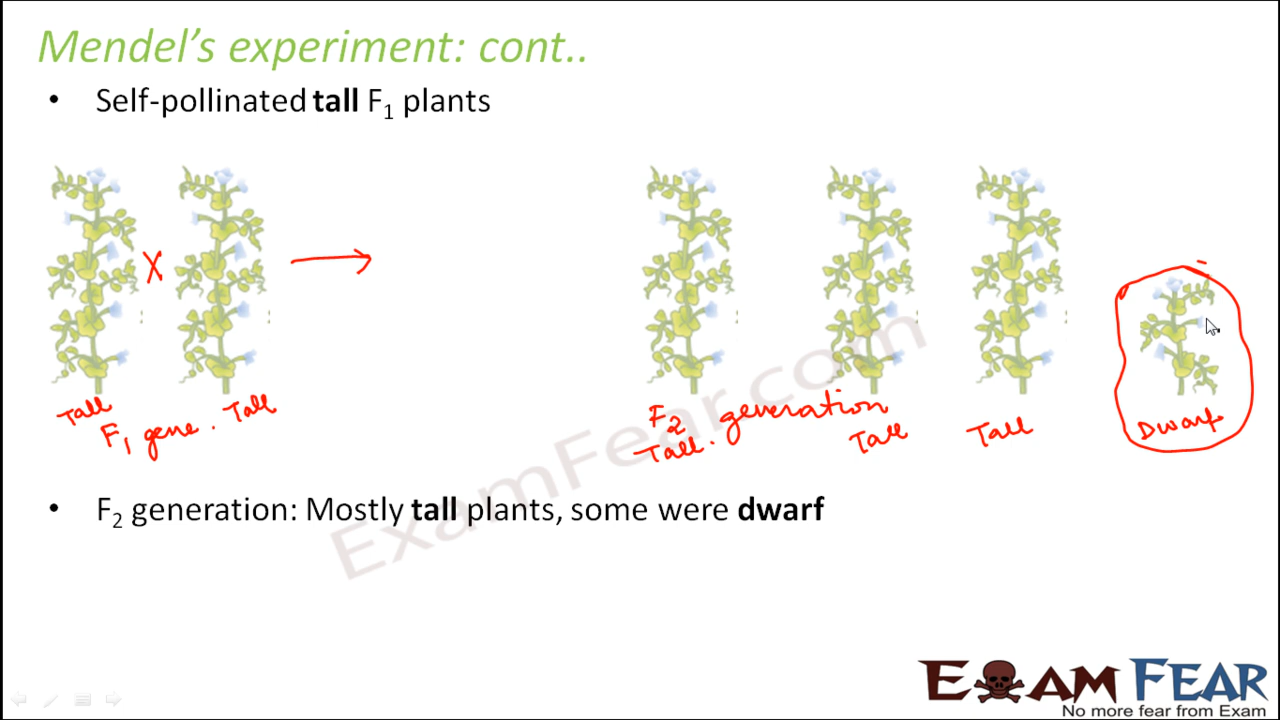 Mendel's experiment: cont..
• Self-pollinated tall F₁ plants
X
Tall
Tall
F₁ gene.
F₂ generation
Tall.
Tall
Tall
Dwarf
• F₂ generation: Mostly tall plants, some were dwarf
ExamFear.com
EXAM FEAR
No more fear from Exam